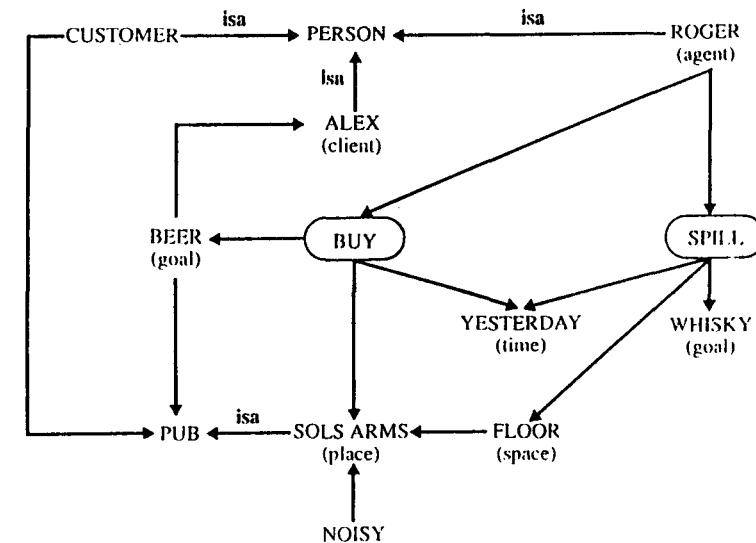 isa isa
CUSTOMER PERSON ROGER
(agent)
isa
ALEX
(client)
BEER BUY SPILL
(goal)
YESTERDAY WHISKY
(time) (goal)
isa
PUB SOLS ARMS FLOOR
(place) (space)
NOISY